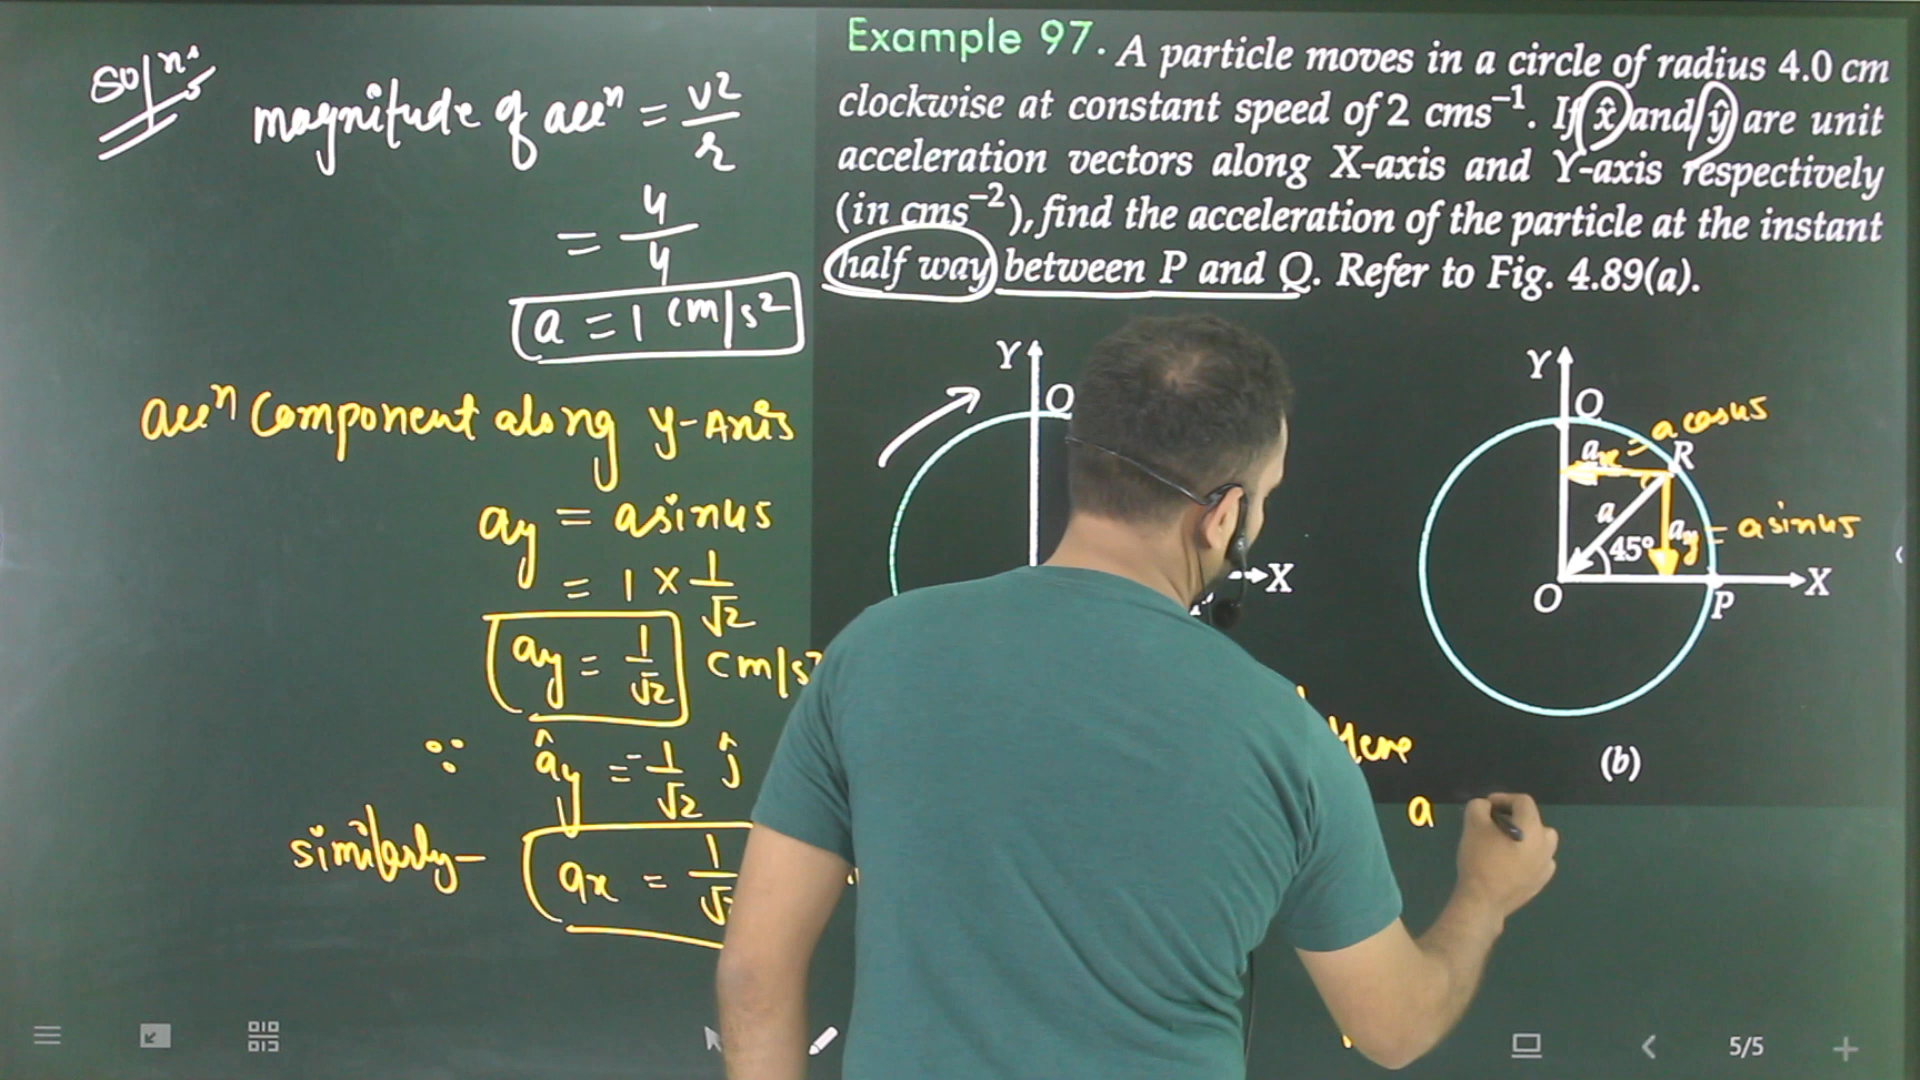 Soln.
magnitude of accn = v2/r
= 4/4
a = 1 cm/s2
accn Component along y-Axis
ay = a sin45
= 1 × 1/√2
ay = 1/√2 cm/s2
∵ ây = -1/√2 ĵ
similarly- ax = 1/√2
Example 97. A particle moves in a circle of radius 4.0 cm
clockwise at constant speed of 2 cms⁻¹. If x̂ and ŷ are unit
acceleration vectors along X-axis and Y-axis respectively
(in cms⁻²), find the acceleration of the particle at the instant
half way between P and Q. Refer to Fig. 4.89(a).
Y
Q
X
Y
Q
ax = a cos45
R
a
45°
ay = a sin45
O
P
X
(b)
Here
a
5/5